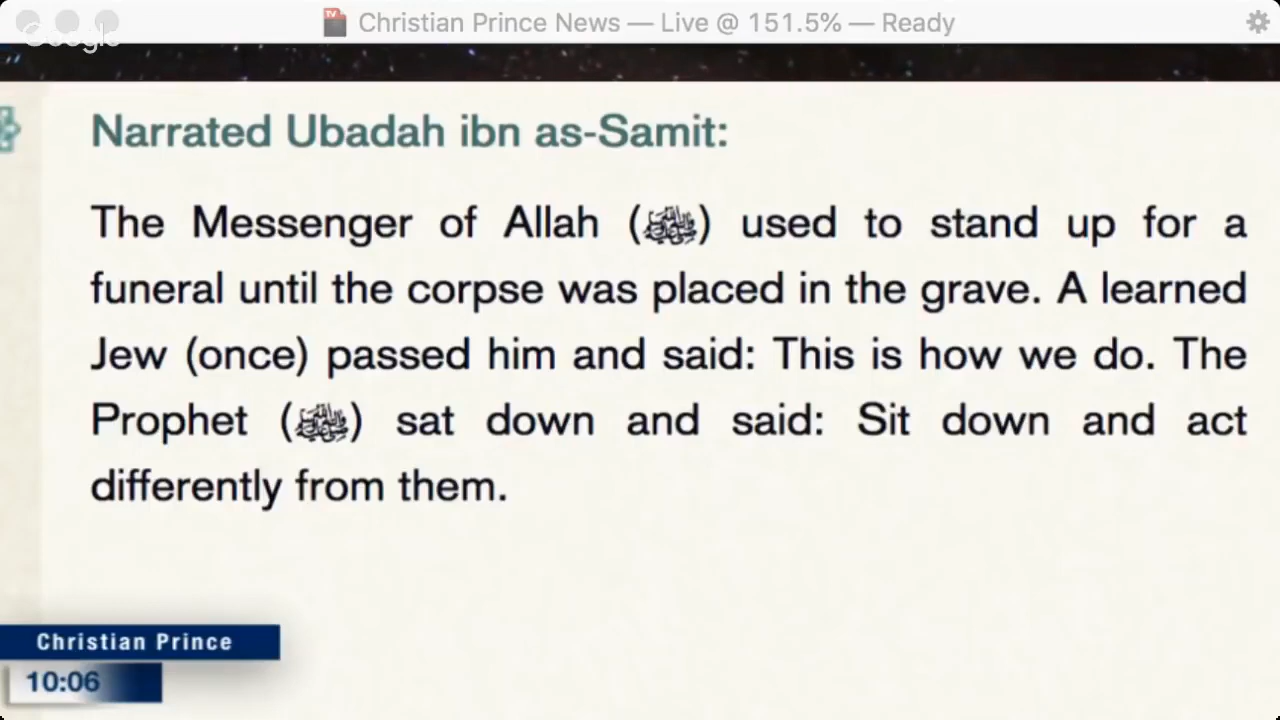 Christian Prince News — Live @ 151.5% — Ready
Google
Narrated Ubadah ibn as-Samit:
The Messenger of Allah (ﷺ) used to stand up for a
funeral until the corpse was placed in the grave. A learned
Jew (once) passed him and said: This is how we do. The
Prophet (ﷺ) sat down and said: Sit down and act
differently from them.
Christian Prince
10:06